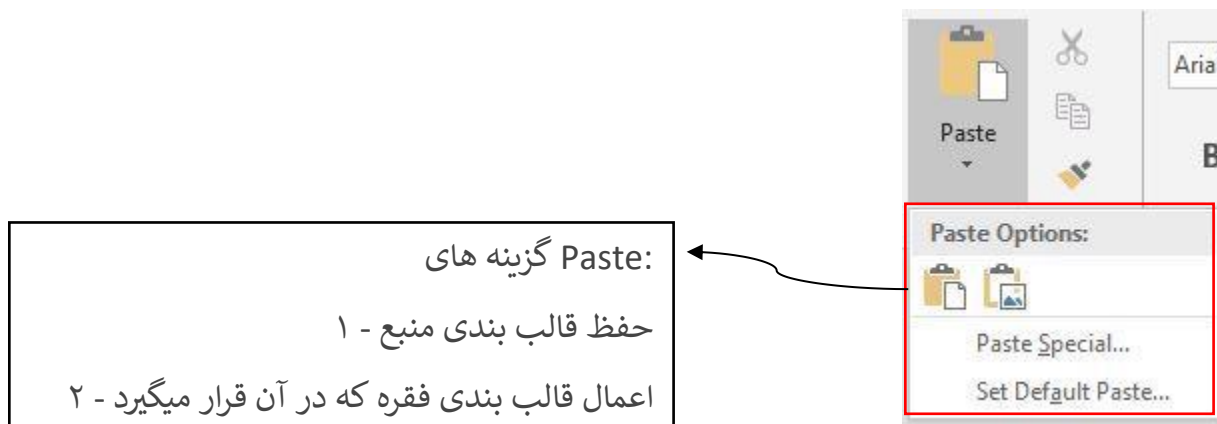 Paste
Aria
B
Paste Options:
Paste Special...
Set Default Paste...
گزینه های Paste:
حفظ قالب بندی منبع - ۱
اعمال قالب بندی فقره که در آن قرار میگیرد - ۲